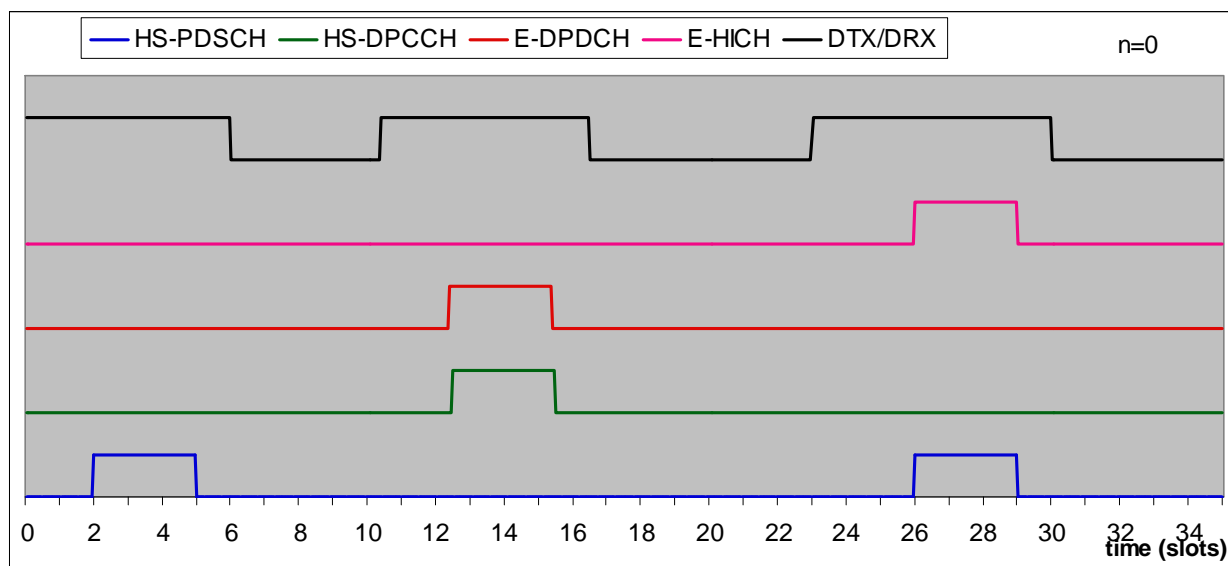 HS-PDSCH HS-DPCCH E-DPDCH E-HICH DTX/DRX
n=0
0 2 4 6 8 10 12 14 16 18 20 22 24 26 28 30 32 34
time (slots)